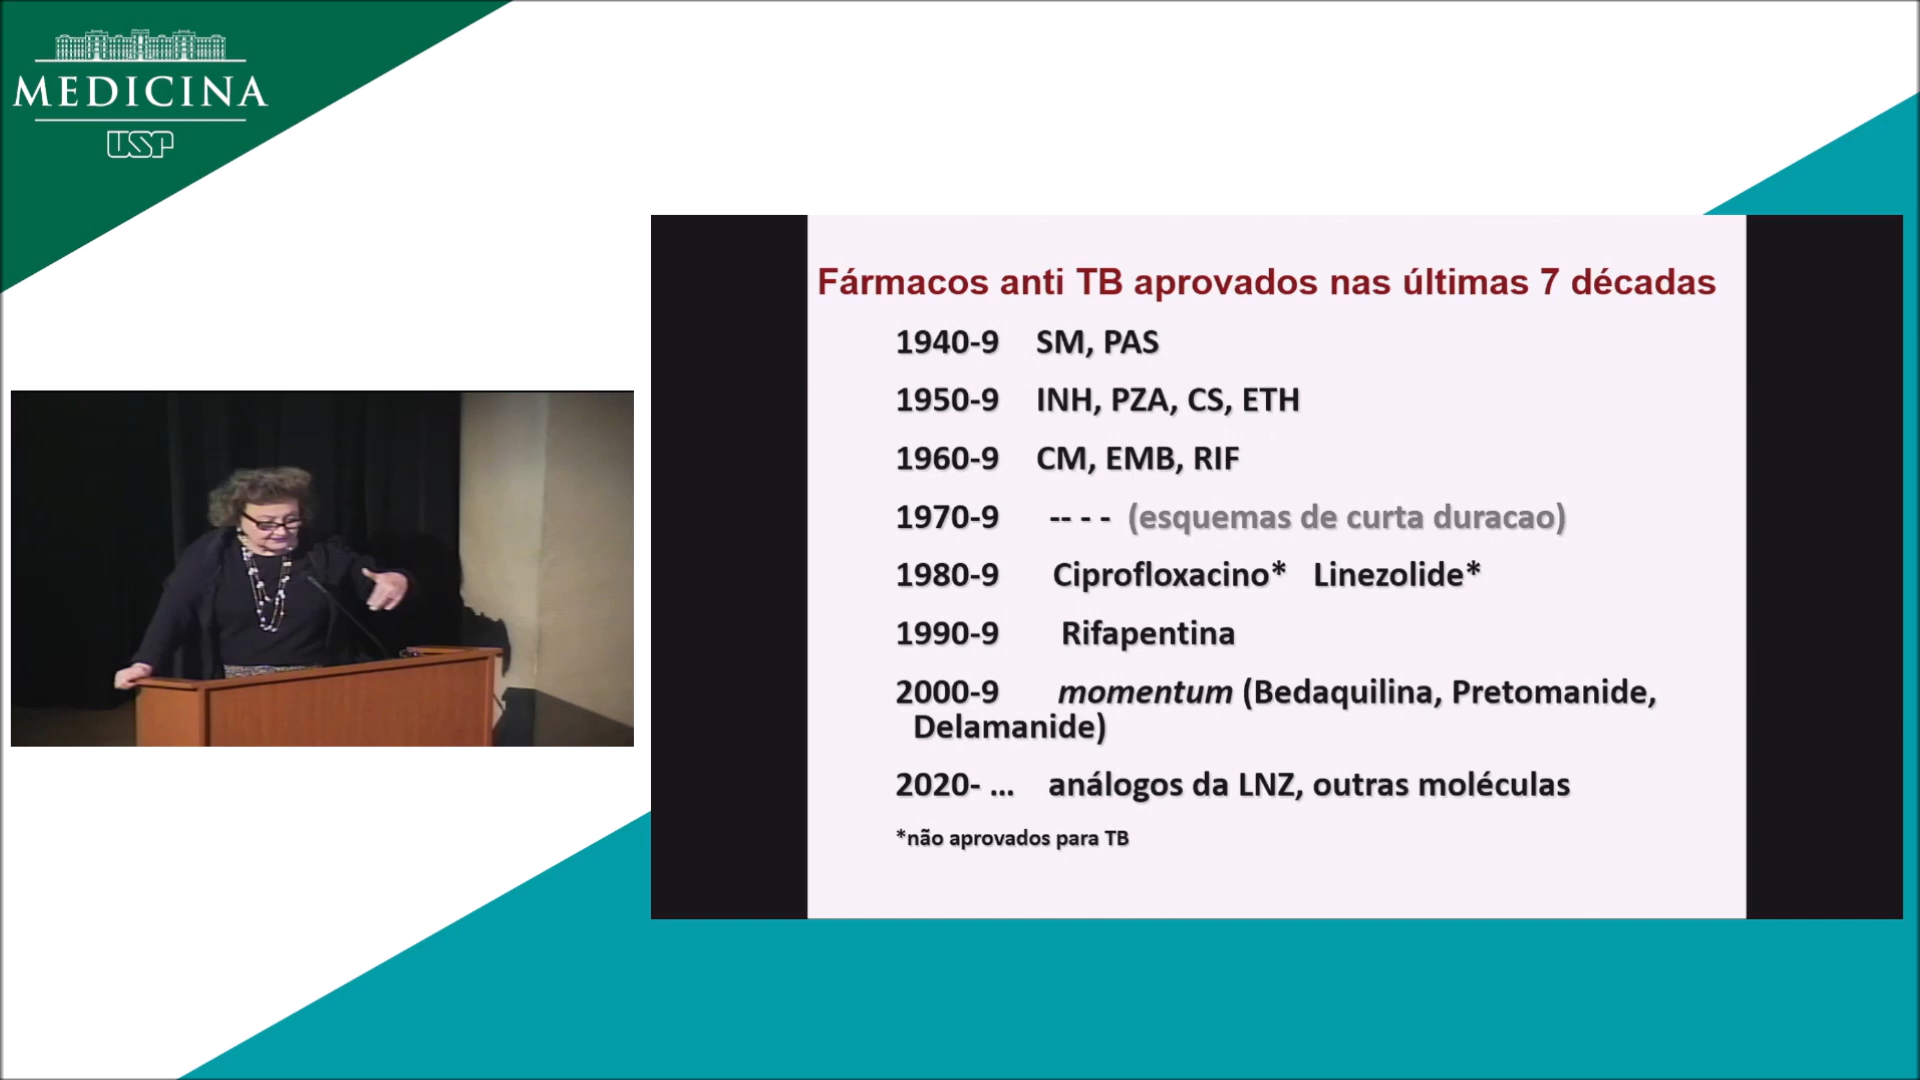 MEDICINA
USP
Fármacos anti TB aprovados nas últimas 7 décadas
1940-9 SM, PAS
1950-9 INH, PZA, CS, ETH
1960-9 CM, EMB, RIF
1970-9 -- - - (esquemas de curta duracao)
1980-9 Ciprofloxacino* Linezolide*
1990-9 Rifapentina
2000-9 momentum (Bedaquilina, Pretomanide,
Delamanide)
2020- ... análogos da LNZ, outras moléculas
*não aprovados para TB